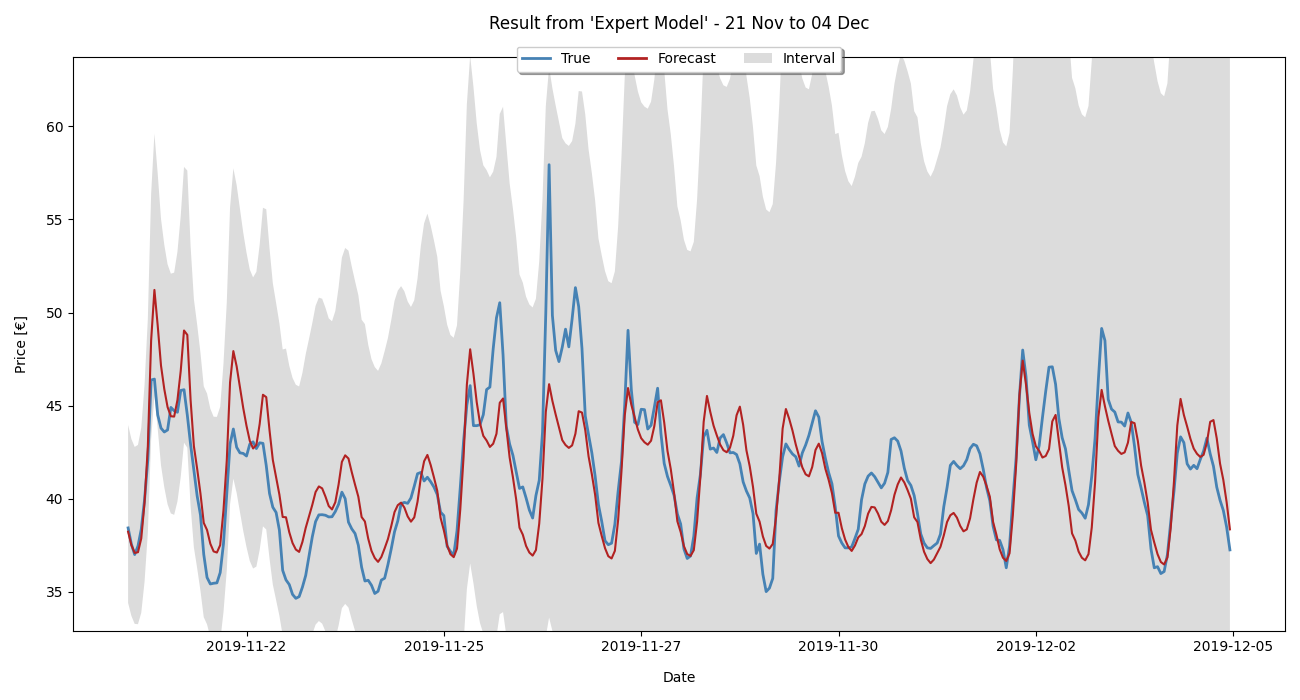 Result from 'Expert Model' - 21 Nov to 04 Dec
True Forecast Interval
60
55
50
45
40
35
Price [€]
2019-11-22 2019-11-25 2019-11-27 2019-11-30 2019-12-02 2019-12-05
Date